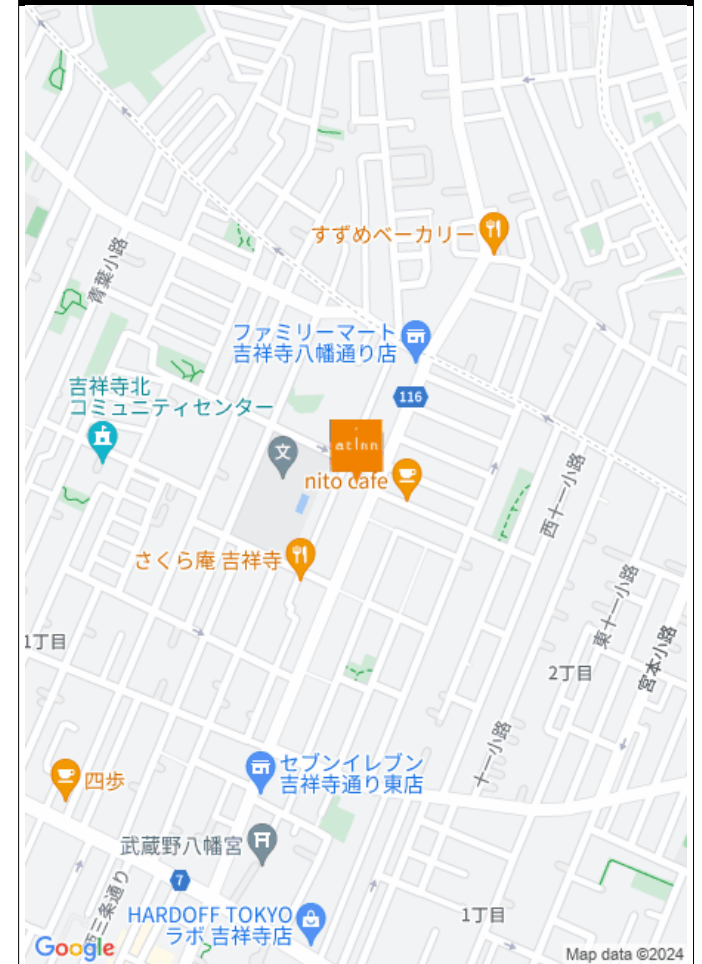 すずめベーカリー
青葉小路
ファミリーマート
吉祥寺八幡通り店
116
吉祥寺北
コミュニティセンター
atInn
文
nito cafe
西十一小路
さくら庵 吉祥寺
東十一小路
1丁目
宮本小路
2丁目
十一小路
セブンイレブン
吉祥寺通り東店
四歩
武蔵野八幡宮
7
西三条通り
HARDOFF TOKYO
ラボ 吉祥寺店
1丁目
Google
Map data ©2024